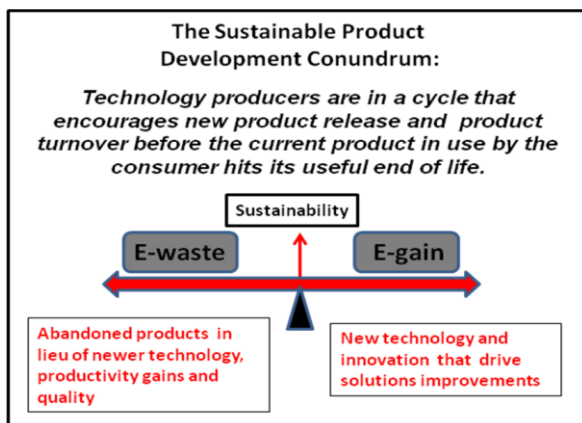 The Sustainable Product
Development Conundrum:
Technology producers are in a cycle that
encourages new product release and product
turnover before the current product in use by the
consumer hits its useful end of life.
Sustainability
E-waste
E-gain
Abandoned products in
lieu of newer technology,
productivity gains and
quality
New technology and
innovation that drive
solutions improvements